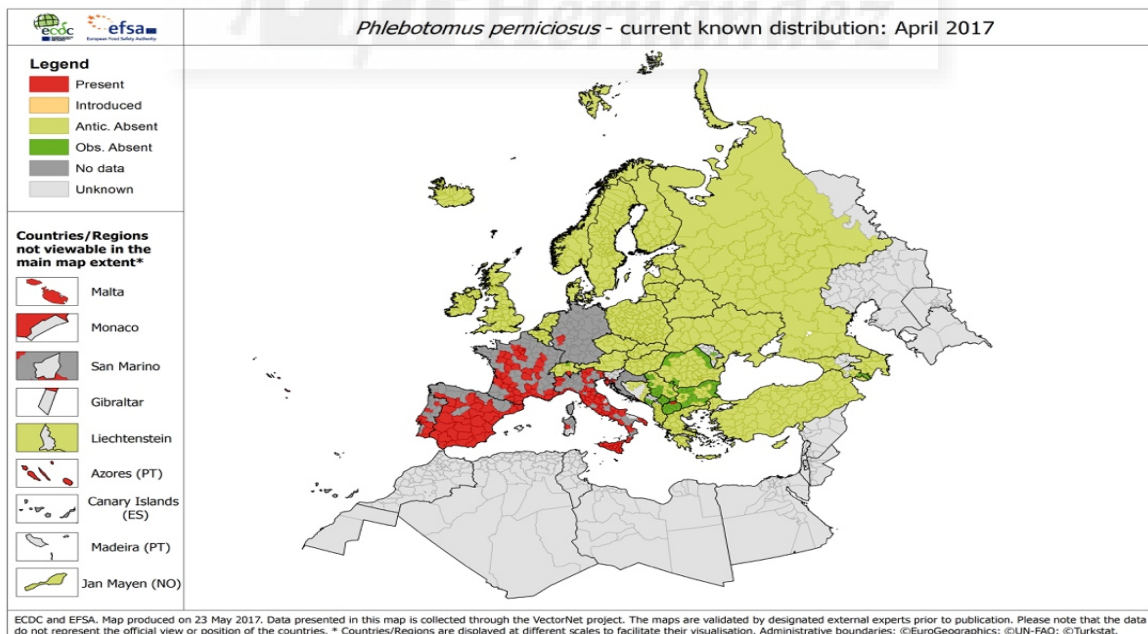 ecdc
efsa
European Food Safety Authority
Phlebotomus perniciosus - current known distribution: April 2017
Legend
Present
Introduced
Antic. Absent
Obs. Absent
No data
Unknown
Countries/Regions
not viewable in the
main map extent*
Malta
Monaco
San Marino
Gibraltar
Liechtenstein
Azores (PT)
Canary Islands
(ES)
Madeira (PT)
Jan Mayen (NO)
ECDC and EFSA. Map produced on 23 May 2017. Data presented in this map is collected through the VectorNet project. The maps are validated by designated external experts prior to publication. Please note that the data
do not represent the official view or position of the countries. * Countries/Regions are displayed at different scales to facilitate their visualisation. Administrative boundaries: ©EuroGeographic; ©UN-FAO; ©Turkstat.